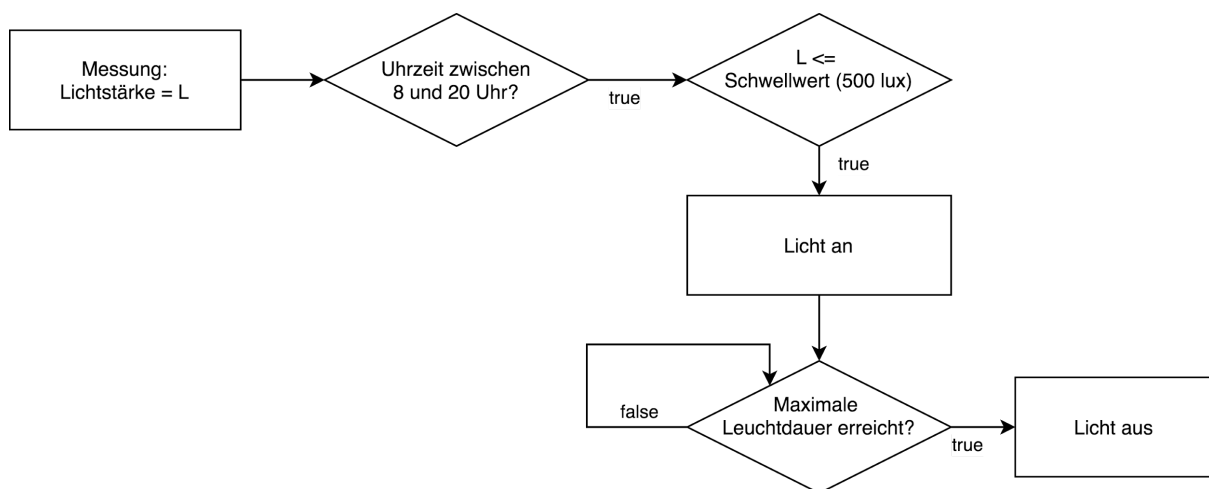 Messung:
Lichtstärke = L
Uhrzeit zwischen
8 und 20 Uhr?
true
L <=
Schwellwert (500 lux)
true
Licht an
false
Maximale
Leuchtdauer erreicht?
true
Licht aus